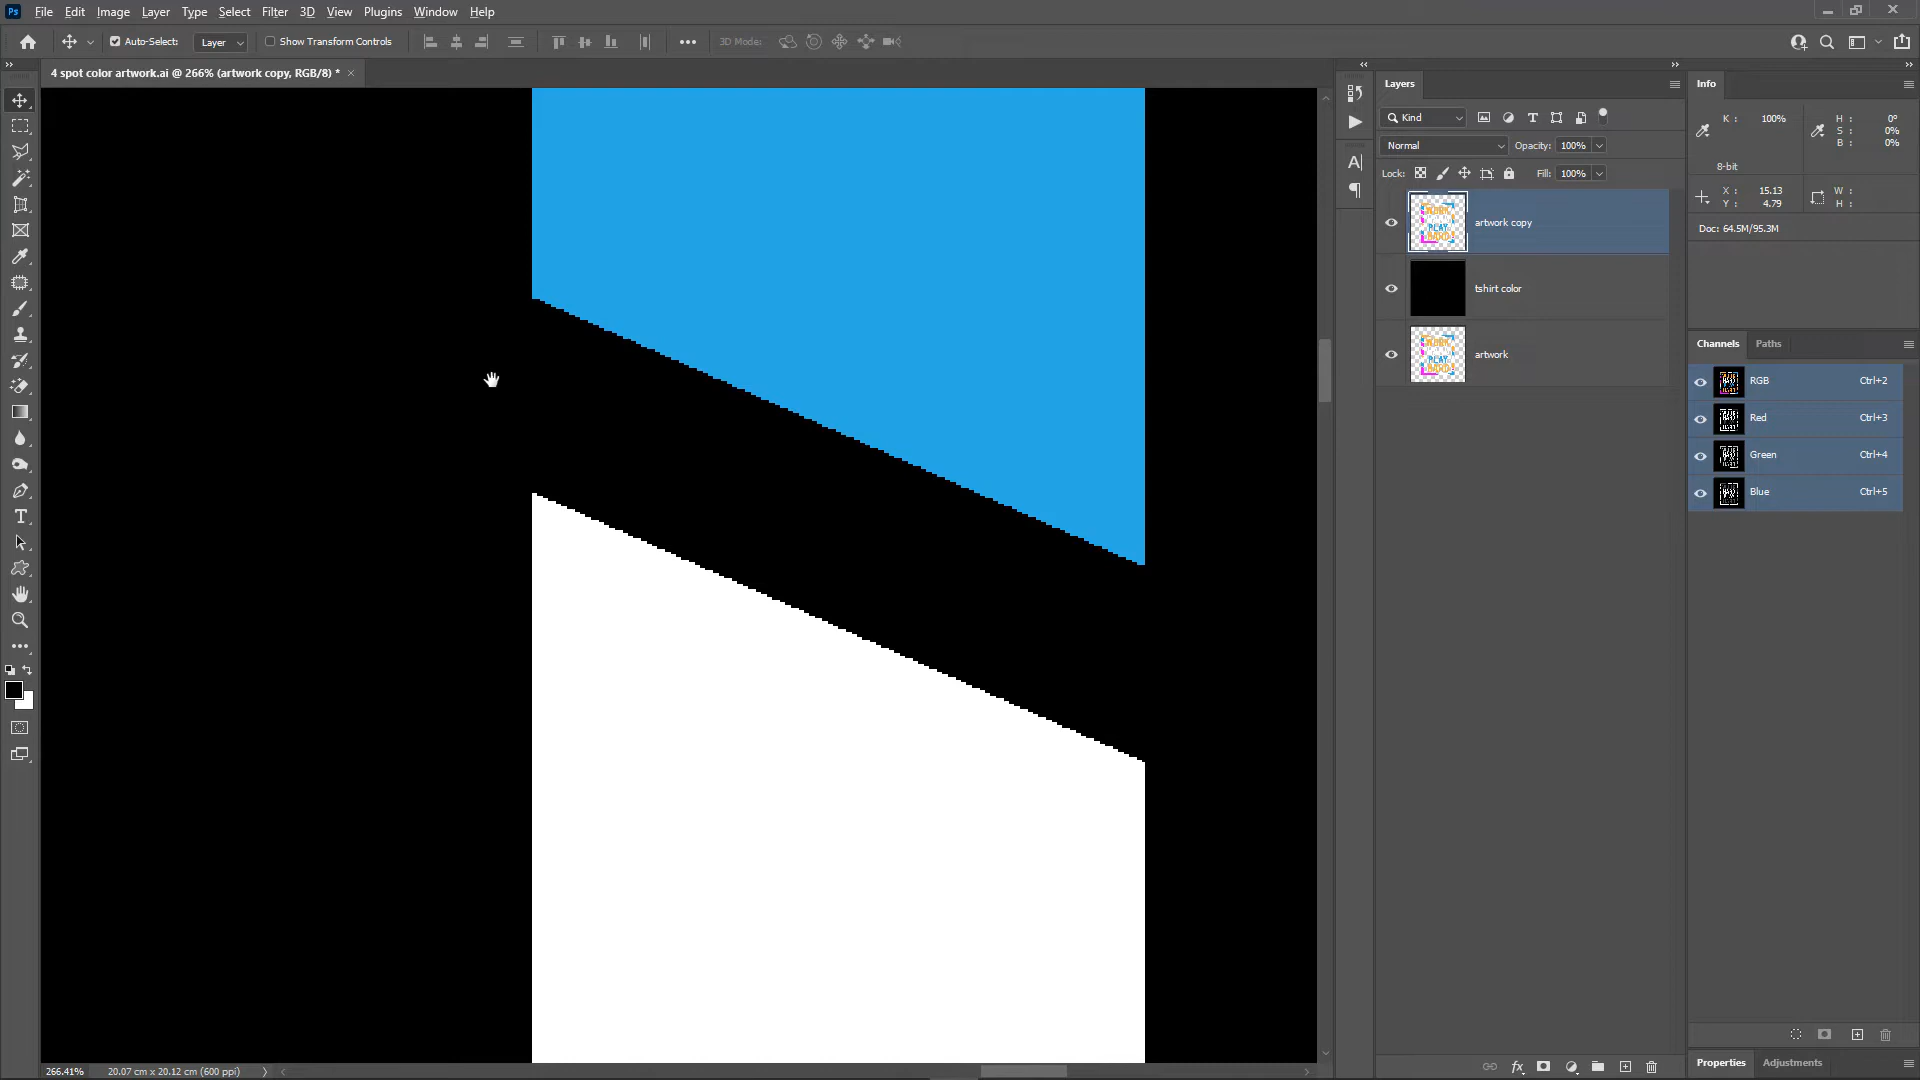 Ps File Edit Image Layer Type Select Filter 3D View Plugins Window Help
Auto-Select: Layer Show Transform Controls 3D Mode:
4 spot color artwork.ai @ 266% (artwork copy, RGB/8) *
Layers
Kind
Normal Opacity: 100%
Lock: Fill: 100%
artwork copy
tshirt color
artwork
Info
K : 100% H : 0°
S : 0%
B : 0%
8-bit
X : 15.13 W :
Y : 4.79 H :
Doc: 64.5M/95.3M
Channels Paths
RGB Ctrl+2
Red Ctrl+3
Green Ctrl+4
Blue Ctrl+5
Properties Adjustments
266.41% 20.07 cm x 20.12 cm (600 ppi)